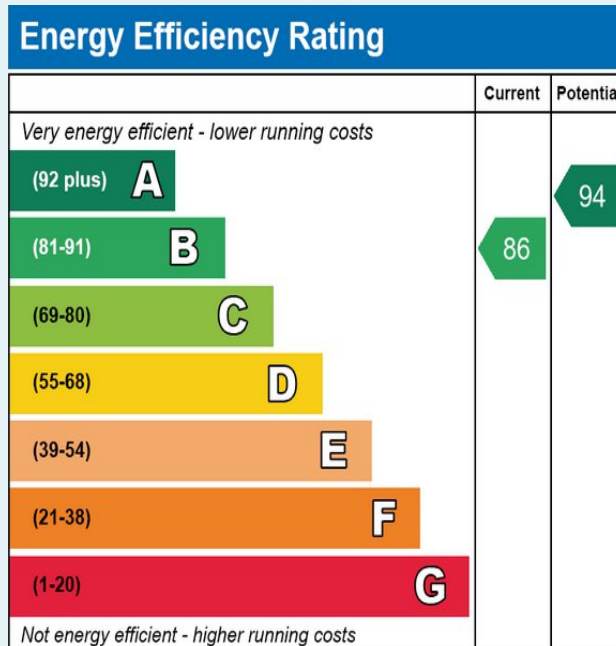 Energy Efficiency Rating
Current Potentia
Very energy efficient - lower running costs
(92 plus) A
94
(81-91) B
86
(69-80) C
(55-68) D
(39-54) E
(21-38) F
(1-20) G
Not energy efficient - higher running costs